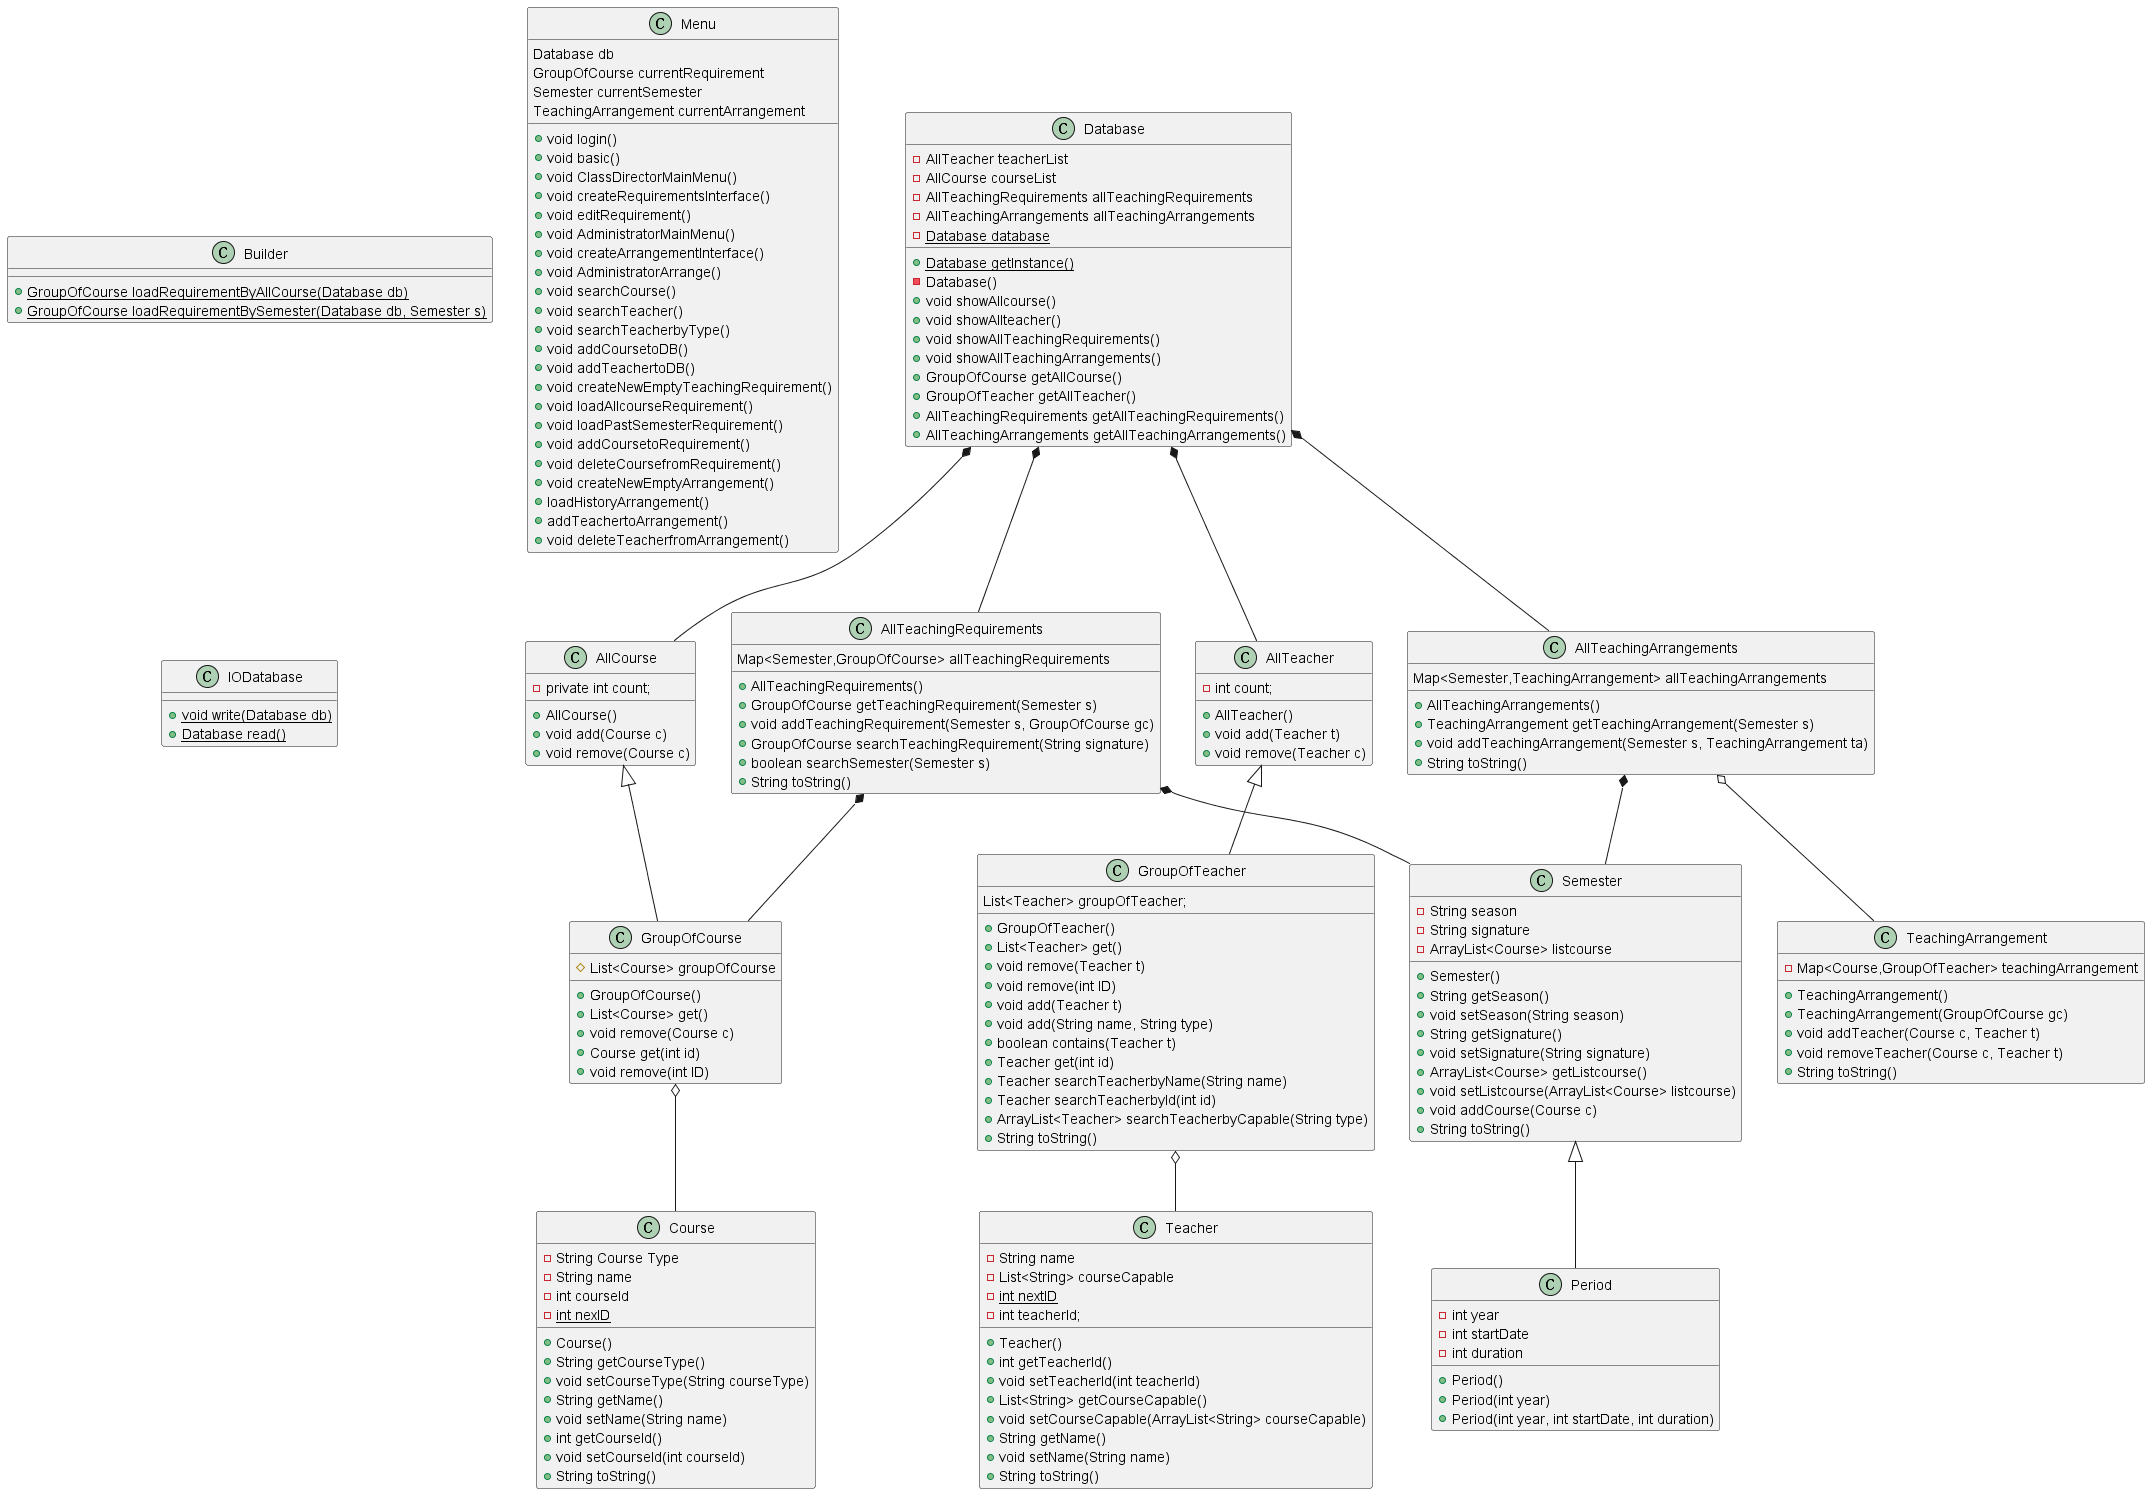 Menu
Database db
GroupOfCourse currentRequirement
Semester currentSemester
TeachingArrangement currentArrangement
void login()
void basic()
void ClassDirectorMainMenu()
void createRequirementsInterface()
void editRequirement()
void AdministratorMainMenu()
void createArrangementInterface()
void AdministratorArrange()
void searchCourse()
void searchTeacher()
void searchTeacherbyType()
void addCoursetoDB()
void addTeachertoDB()
void createNewEmptyTeachingRequirement()
void loadAllcourseRequirement()
void loadPastSemesterRequirement()
void addCoursetoRequirement()
void deleteCoursefromRequirement()
void createNewEmptyArrangement()
loadHistoryArrangement()
addTeachertoArrangement()
void deleteTeacherfromArrangement()
Database
AllTeacher teacherList
AllCourse courseList
AllTeachingRequirements allTeachingRequirements
AllTeachingArrangements allTeachingArrangements
Database database
Database getInstance()
Database()
void showAllcourse()
void showAllteacher()
void showAllTeachingRequirements()
void showAllTeachingArrangements()
GroupOfCourse getAllCourse()
GroupOfTeacher getAllTeacher()
AllTeachingRequirements getAllTeachingRequirements()
AllTeachingArrangements getAllTeachingArrangements()
Builder
GroupOfCourse loadRequirementByAllCourse(Database db)
GroupOfCourse loadRequirementBySemester(Database db, Semester s)
IODatabase
void write(Database db)
Database read()
AllCourse
private int count;
AllCourse()
void add(Course c)
void remove(Course c)
AllTeachingRequirements
Map<Semester,GroupOfCourse> allTeachingRequirements
AllTeachingRequirements()
GroupOfCourse getTeachingRequirement(Semester s)
void addTeachingRequirement(Semester s, GroupOfCourse gc)
GroupOfCourse searchTeachingRequirement(String signature)
boolean searchSemester(Semester s)
String toString()
AllTeacher
int count;
AllTeacher()
void add(Teacher t)
void remove(Teacher c)
AllTeachingArrangements
Map<Semester,TeachingArrangement> allTeachingArrangements
AllTeachingArrangements()
TeachingArrangement getTeachingArrangement(Semester s)
void addTeachingArrangement(Semester s, TeachingArrangement ta)
String toString()
GroupOfCourse
List<Course> groupOfCourse
GroupOfCourse()
List<Course> get()
void remove(Course c)
Course get(int id)
void remove(int ID)
GroupOfTeacher
List<Teacher> groupOfTeacher;
GroupOfTeacher()
List<Teacher> get()
void remove(Teacher t)
void remove(int ID)
void add(Teacher t)
void add(String name, String type)
boolean contains(Teacher t)
Teacher get(int id)
Teacher searchTeacherbyName(String name)
Teacher searchTeacherbyId(int id)
ArrayList<Teacher> searchTeacherbyCapable(String type)
String toString()
Semester
String season
String signature
ArrayList<Course> listcourse
Semester()
String getSeason()
void setSeason(String season)
String getSignature()
void setSignature(String signature)
ArrayList<Course> getListcourse()
void setListcourse(ArrayList<Course> listcourse)
void addCourse(Course c)
String toString()
TeachingArrangement
Map<Course,GroupOfTeacher> teachingArrangement
TeachingArrangement()
TeachingArrangement(GroupOfCourse gc)
void addTeacher(Course c, Teacher t)
void removeTeacher(Course c, Teacher t)
String toString()
Course
String Course Type
String name
int courseId
int nexID
Course()
String getCourseType()
void setCourseType(String courseType)
String getName()
void setName(String name)
int getCourseId()
void setCourseId(int courseId)
String toString()
Teacher
String name
List<String> courseCapable
int nextID
int teacherId;
Teacher()
int getTeacherId()
void setTeacherId(int teacherId)
List<String> getCourseCapable()
void setCourseCapable(ArrayList<String> courseCapable)
String getName()
void setName(String name)
String toString()
Period
int year
int startDate
int duration
Period()
Period(int year)
Period(int year, int startDate, int duration)